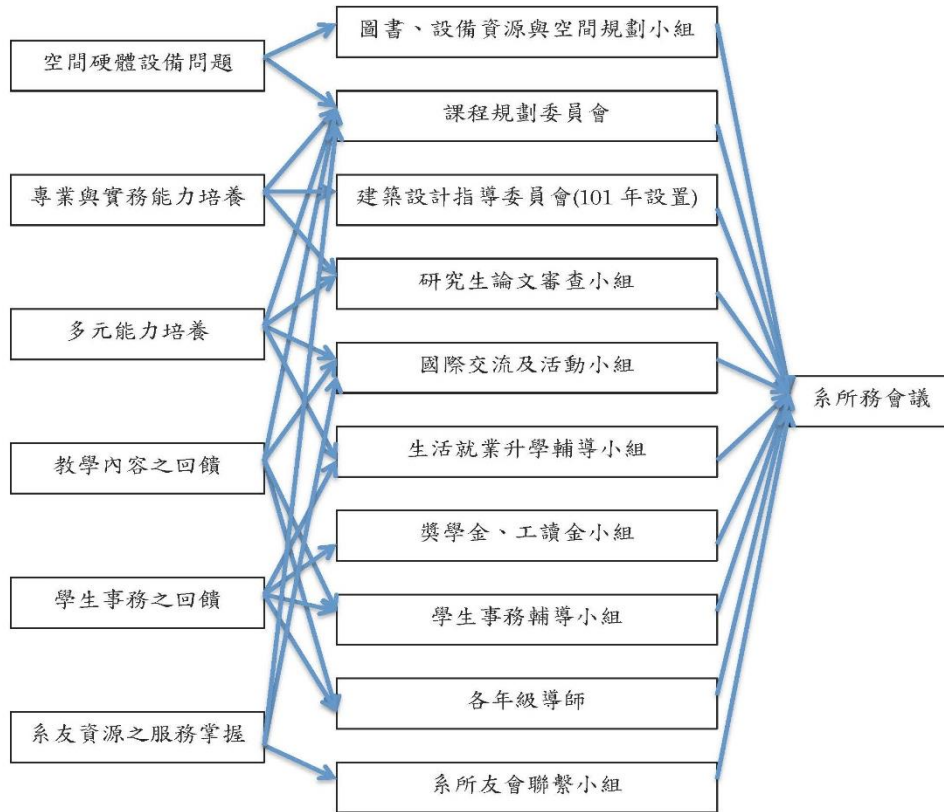 空間硬體設備問題
專業與實務能力培養
多元能力培養
教學內容之回饋
學生事務之回饋
系友資源之服務掌握
圖書、設備資源與空間規劃小組
課程規劃委員會
建築設計指導委員會(101 年設置)
研究生論文審查小組
國際交流及活動小組
生活就業升學輔導小組
獎學金、工讀金小組
學生事務輔導小組
各年級導師
系所友會聯繫小組
系所務會議